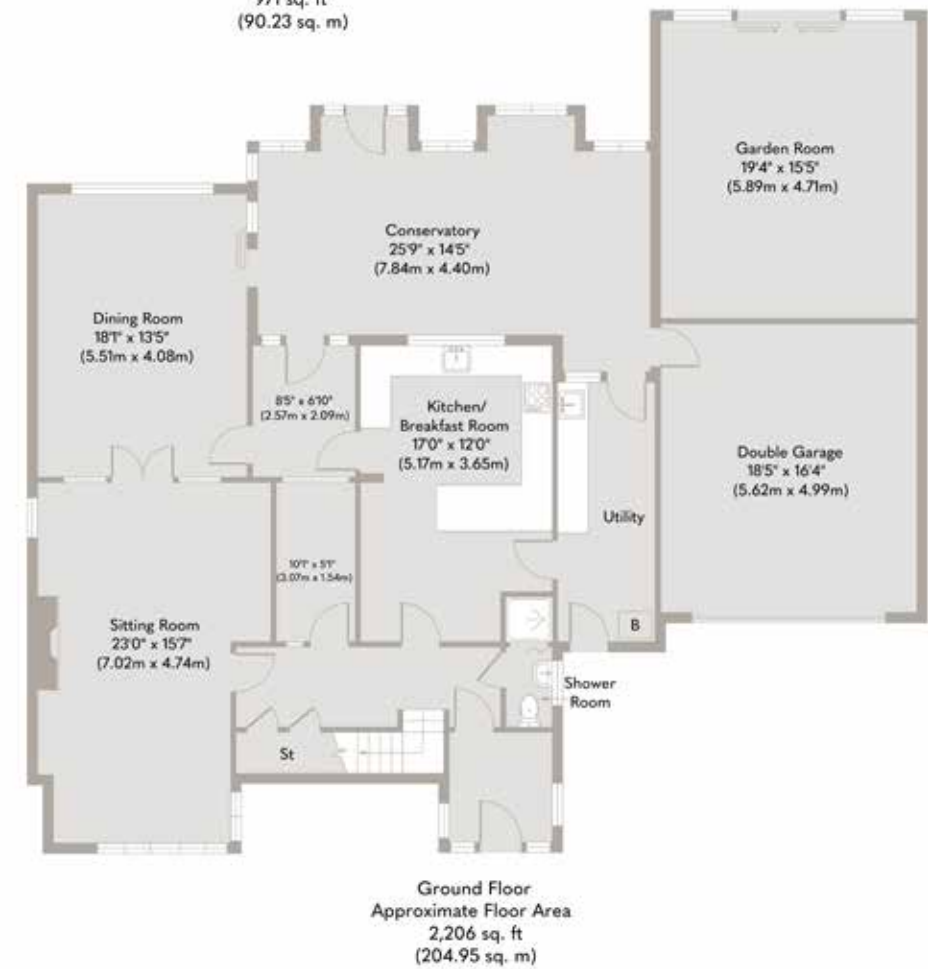 971 sq. ft
(90.23 sq. m)
Garden Room
19'4" x 15'5"
(5.89m x 4.71m)
Conservatory
25'9" x 14'5"
(7.84m x 4.40m)
Dining Room
18'1" x 13'5"
(5.51m x 4.08m)
8'5" x 6'10"
(2.57m x 2.09m)
Kitchen/
Breakfast Room
17'0" x 12'0"
(5.17m x 3.65m)
Double Garage
18'5" x 16'4"
(5.62m x 4.99m)
Utility
10'1" x 5'1"
(3.07m x 1.54m)
Sitting Room
23'0" x 15'7"
(7.02m x 4.74m)
B
Shower
Room
St
Ground Floor
Approximate Floor Area
2,206 sq. ft
(204.95 sq. m)